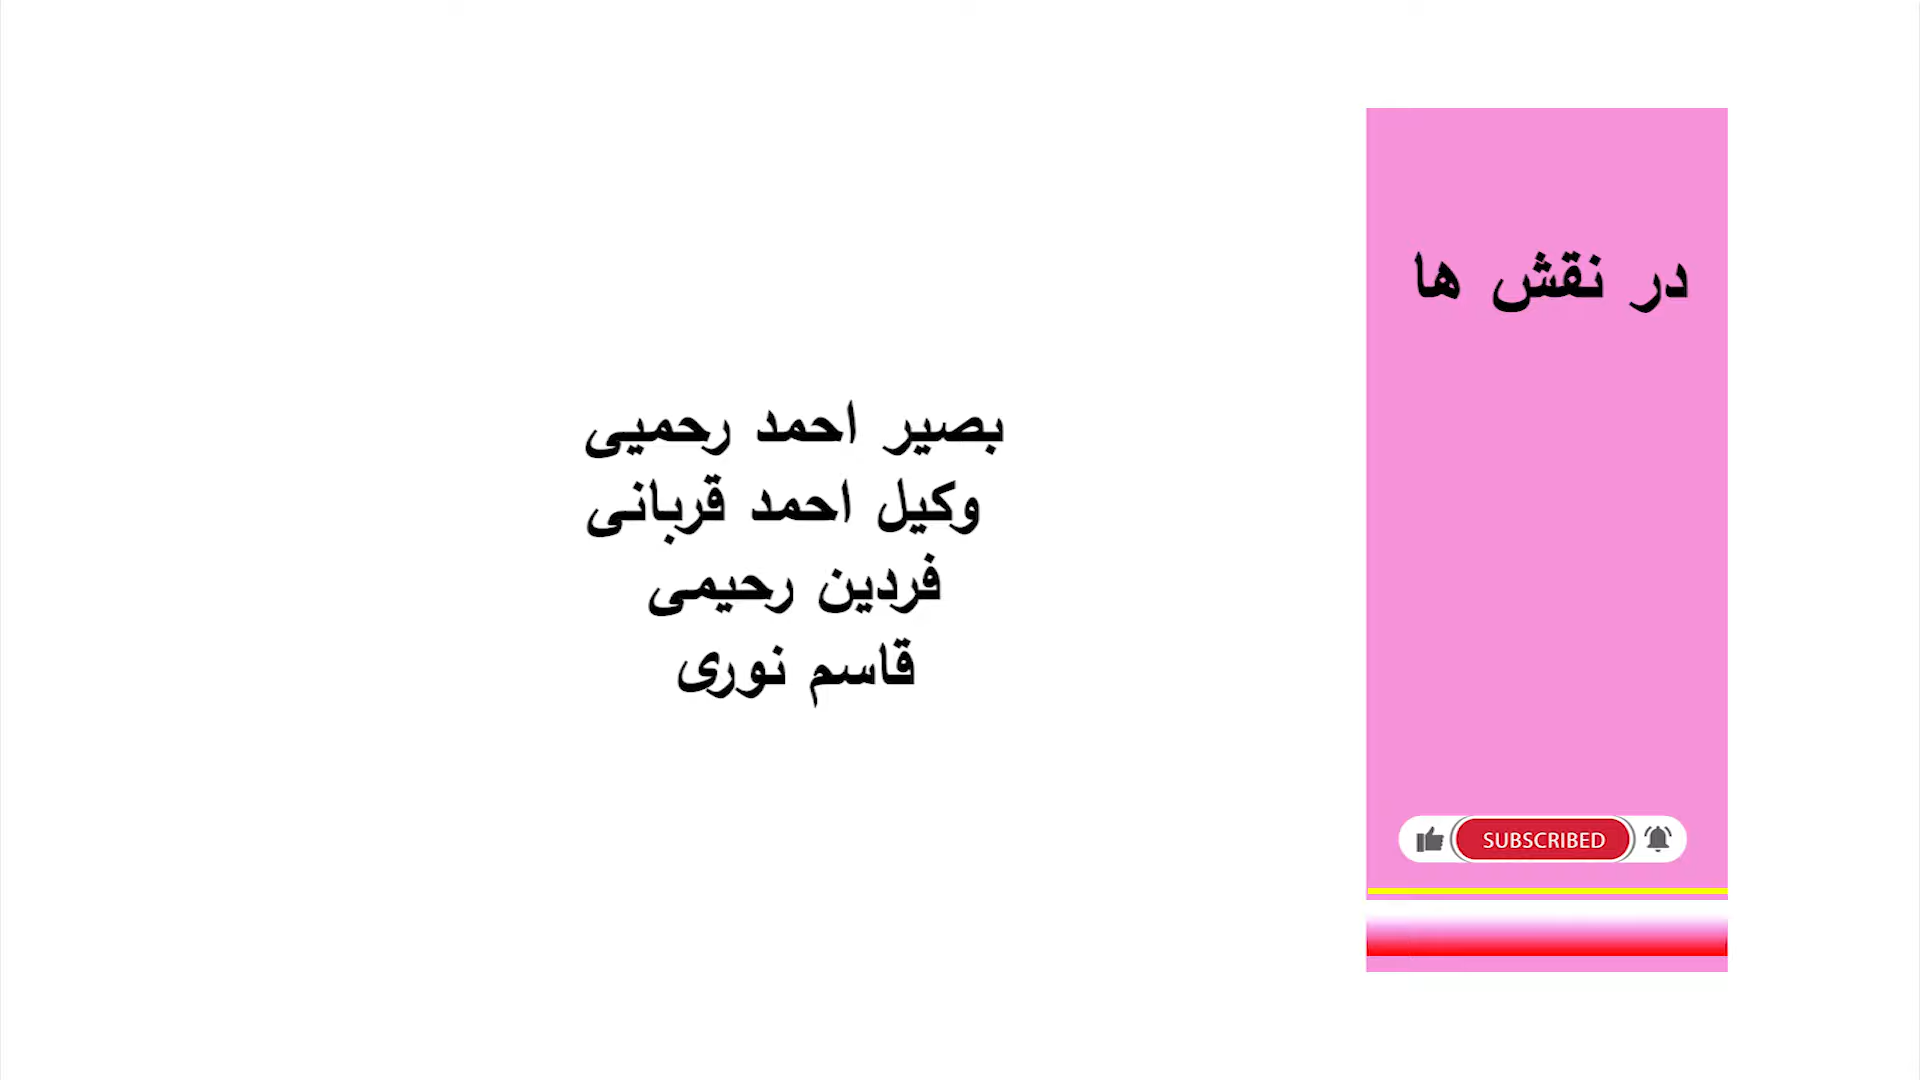 در نقش ها
بصیر احمد رحمیی
وکیل احمد قربانی
فردین رحیمی
قاسم نوری
SUBSCRIBED